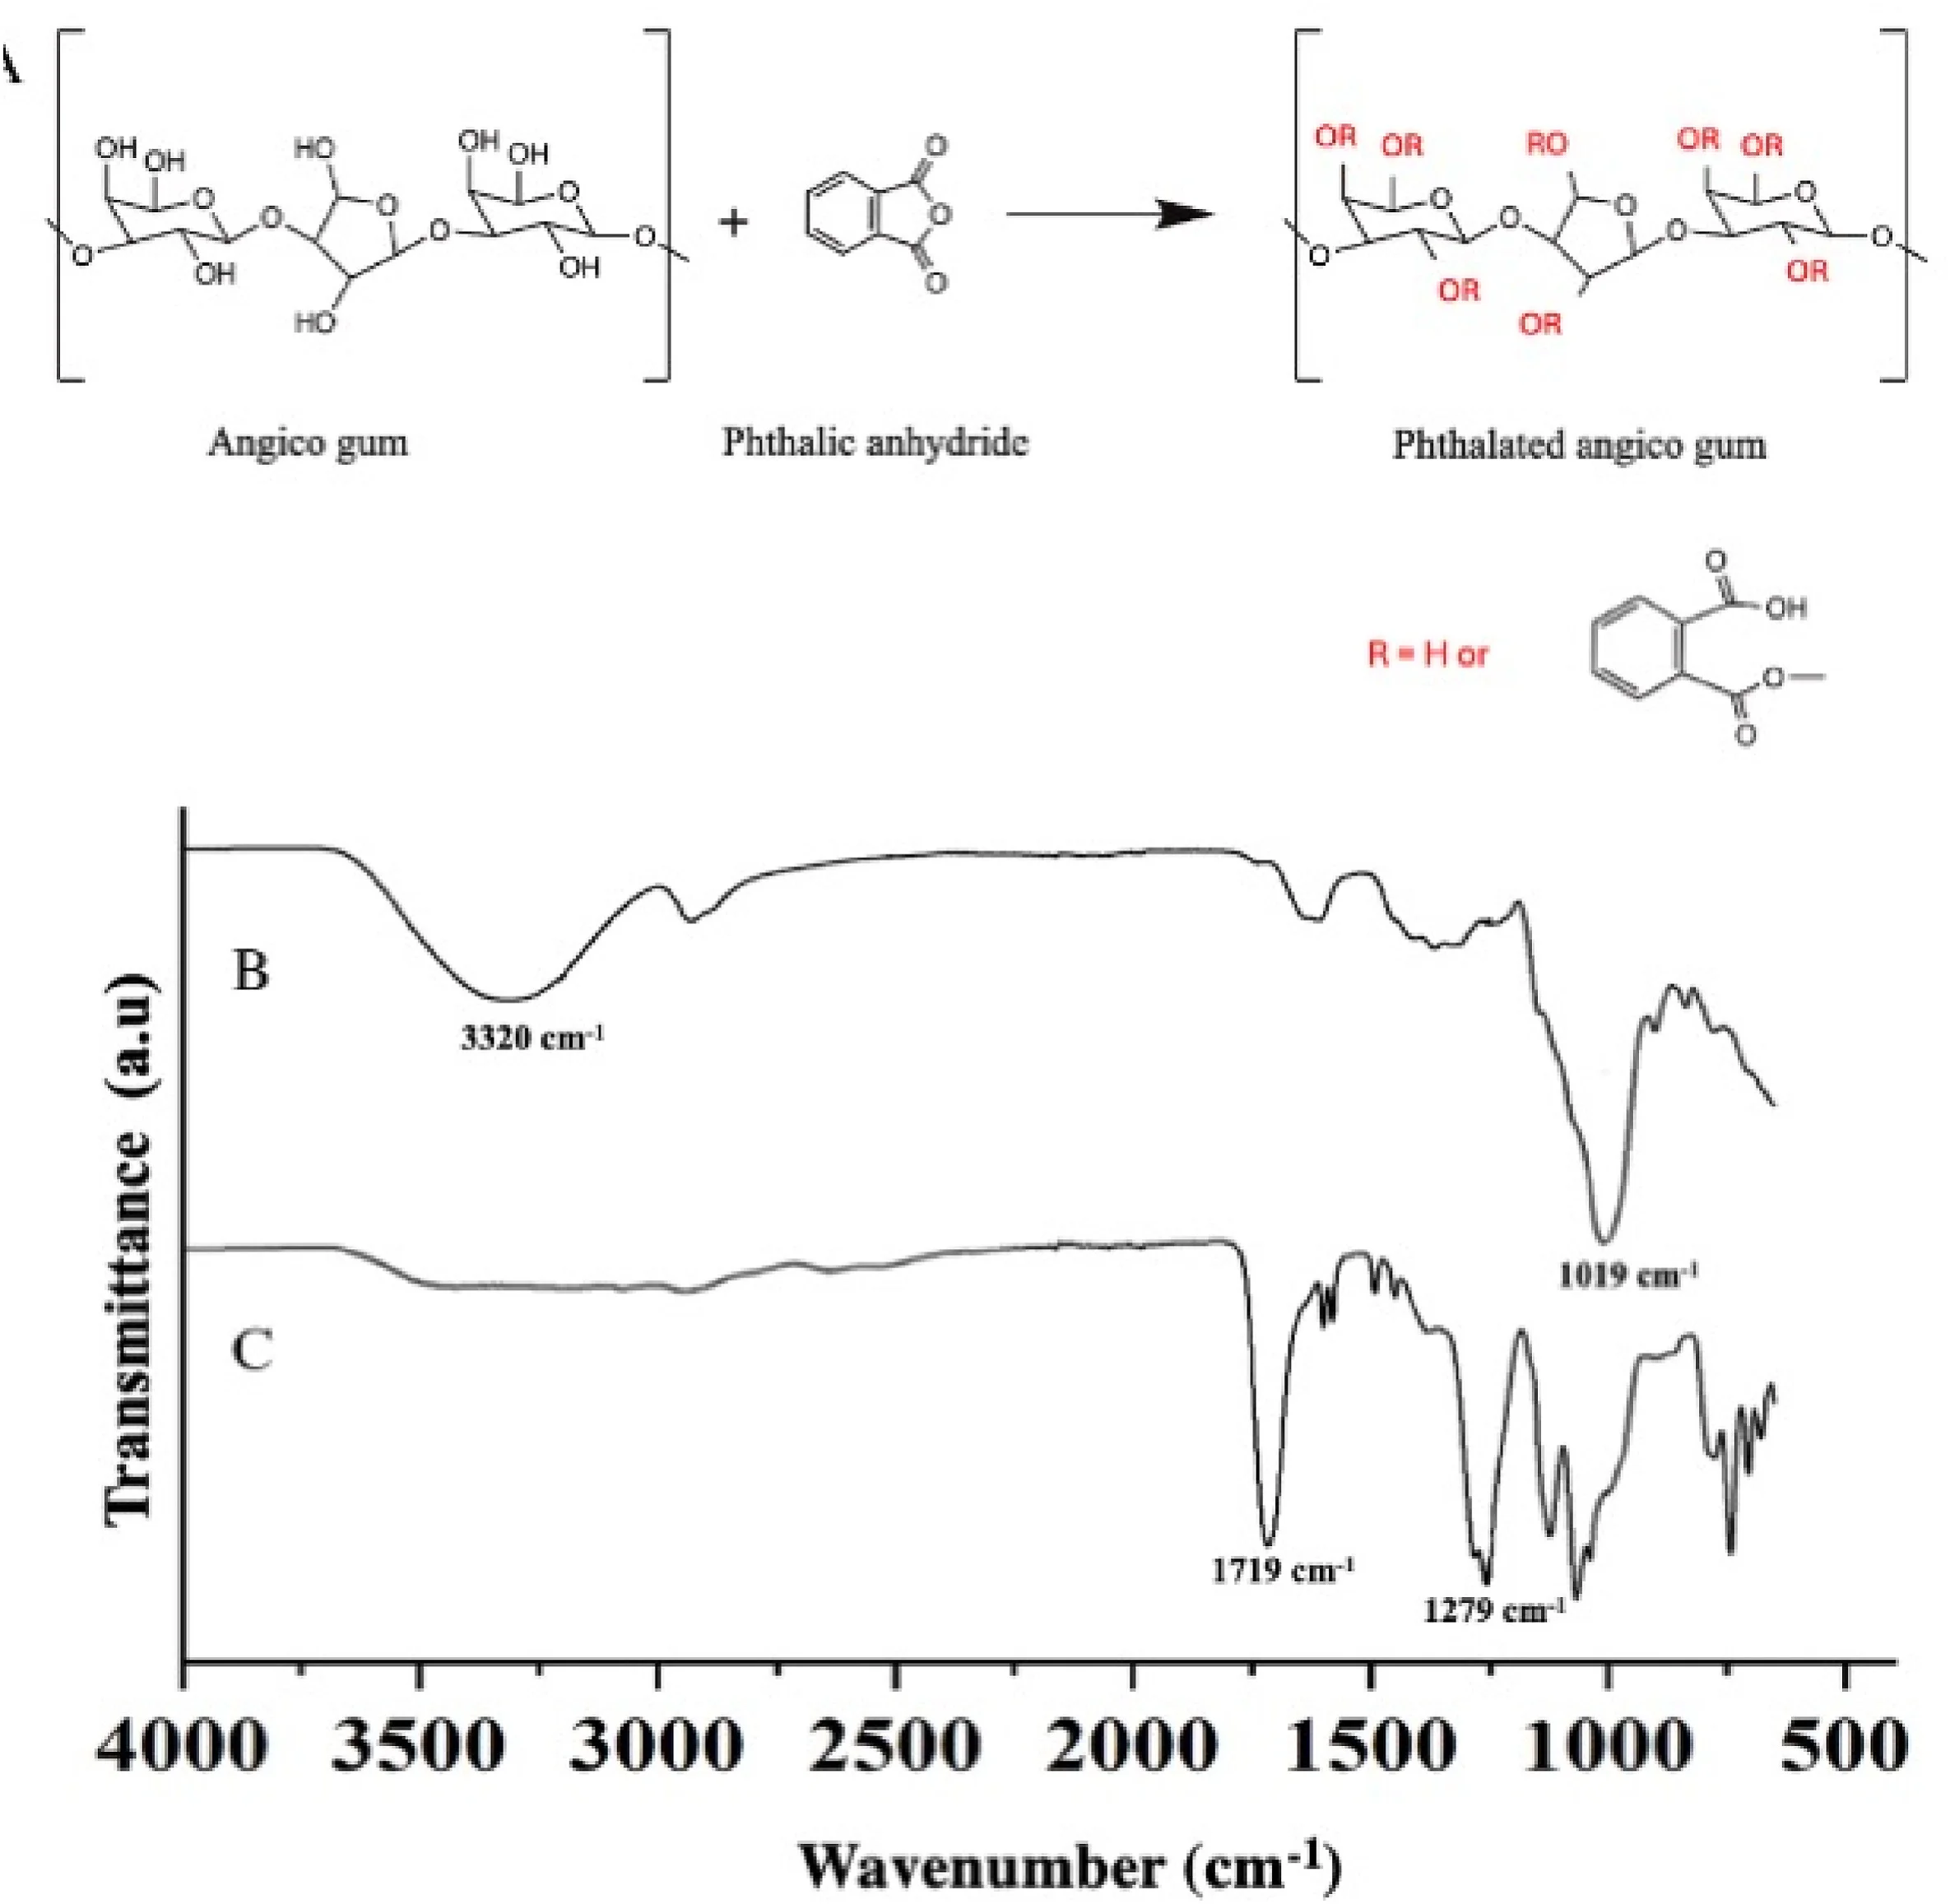 A
OH OH HO OH OH
O O O O O O O
OH OH
HO
+
O
O
O
OR OR RO OR OR
O O O O O O O
OR OR
OR
Angico gum
Phthalic anhydride
Phthalated angico gum
R = H or
O
OH
O
O
Transmittance (a.u)
B
3320 cm-1
1019 cm-1
C
1719 cm-1
1279 cm-1
4000 3500 3000 2500 2000 1500 1000 500
Wavenumber (cm-1)